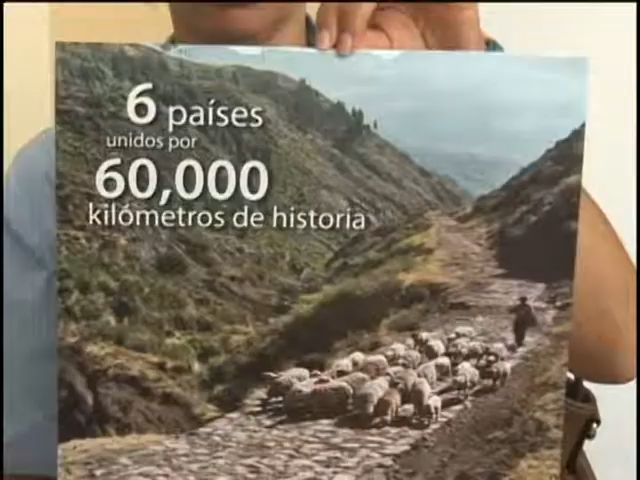 6 países
unidos por
60,000
kilómetros de historia